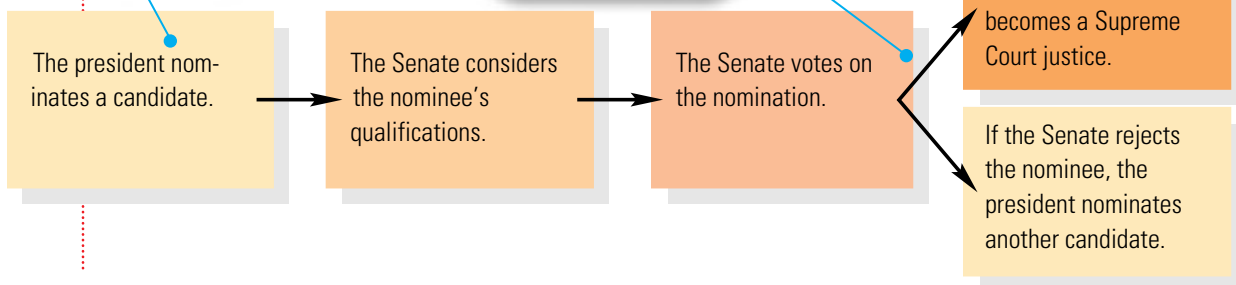 The president nom-
inates a candidate.
The Senate considers
the nominee's
qualifications.
The Senate votes on
the nomination.
becomes a Supreme
Court justice.
If the Senate rejects
the nominee, the
president nominates
another candidate.